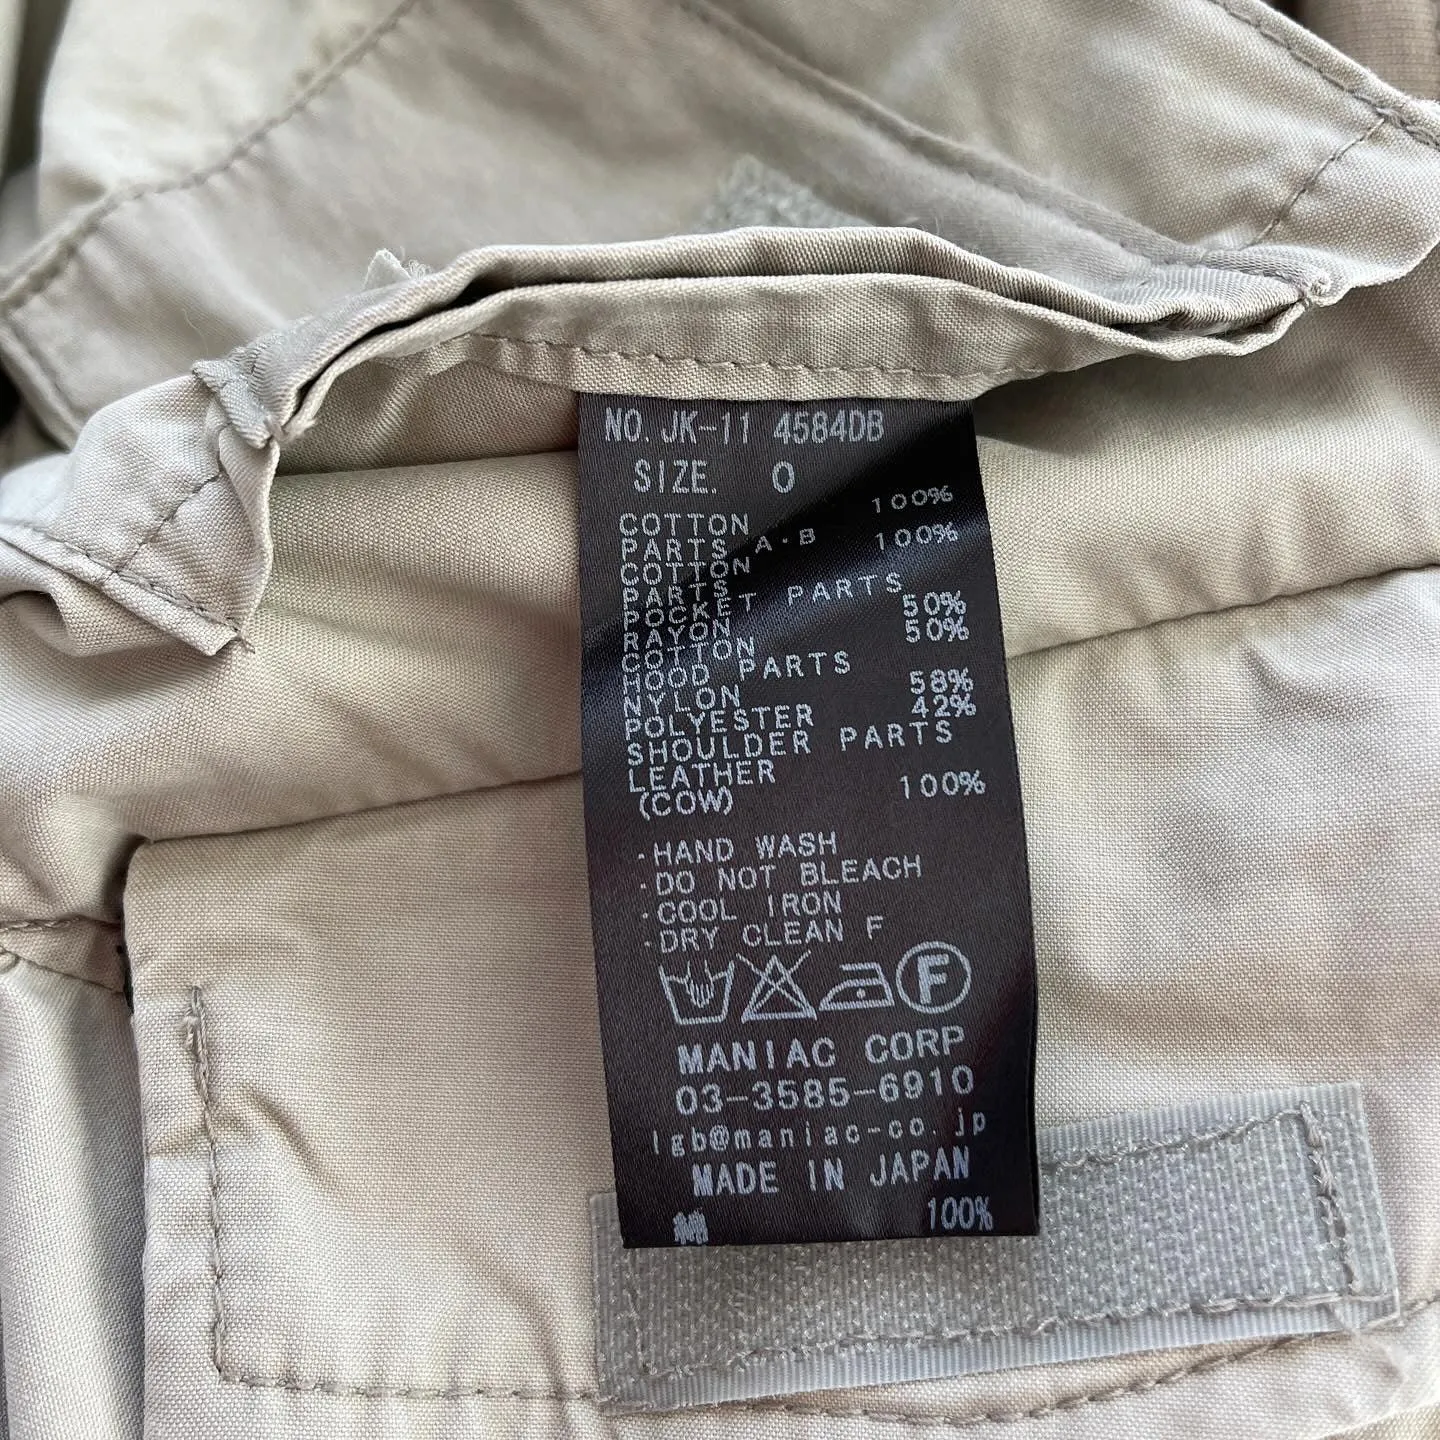 NO. JK-11 4584DB
SIZE. 0
COTTON 100%
PARTS A・B
COTTON 100%
PARTS
POCKET PARTS
RAYON 50%
COTTON 50%
HOOD PARTS
NYLON 58%
POLYESTER 42%
SHOULDER PARTS
LEATHER
(COW) 100%
・HAND WASH
・DO NOT BLEACH
・COOL IRON
・DRY CLEAN F
F
MANIAC CORP
03-3585-6910
lgb@maniac-co.jp
MADE IN JAPAN
100%